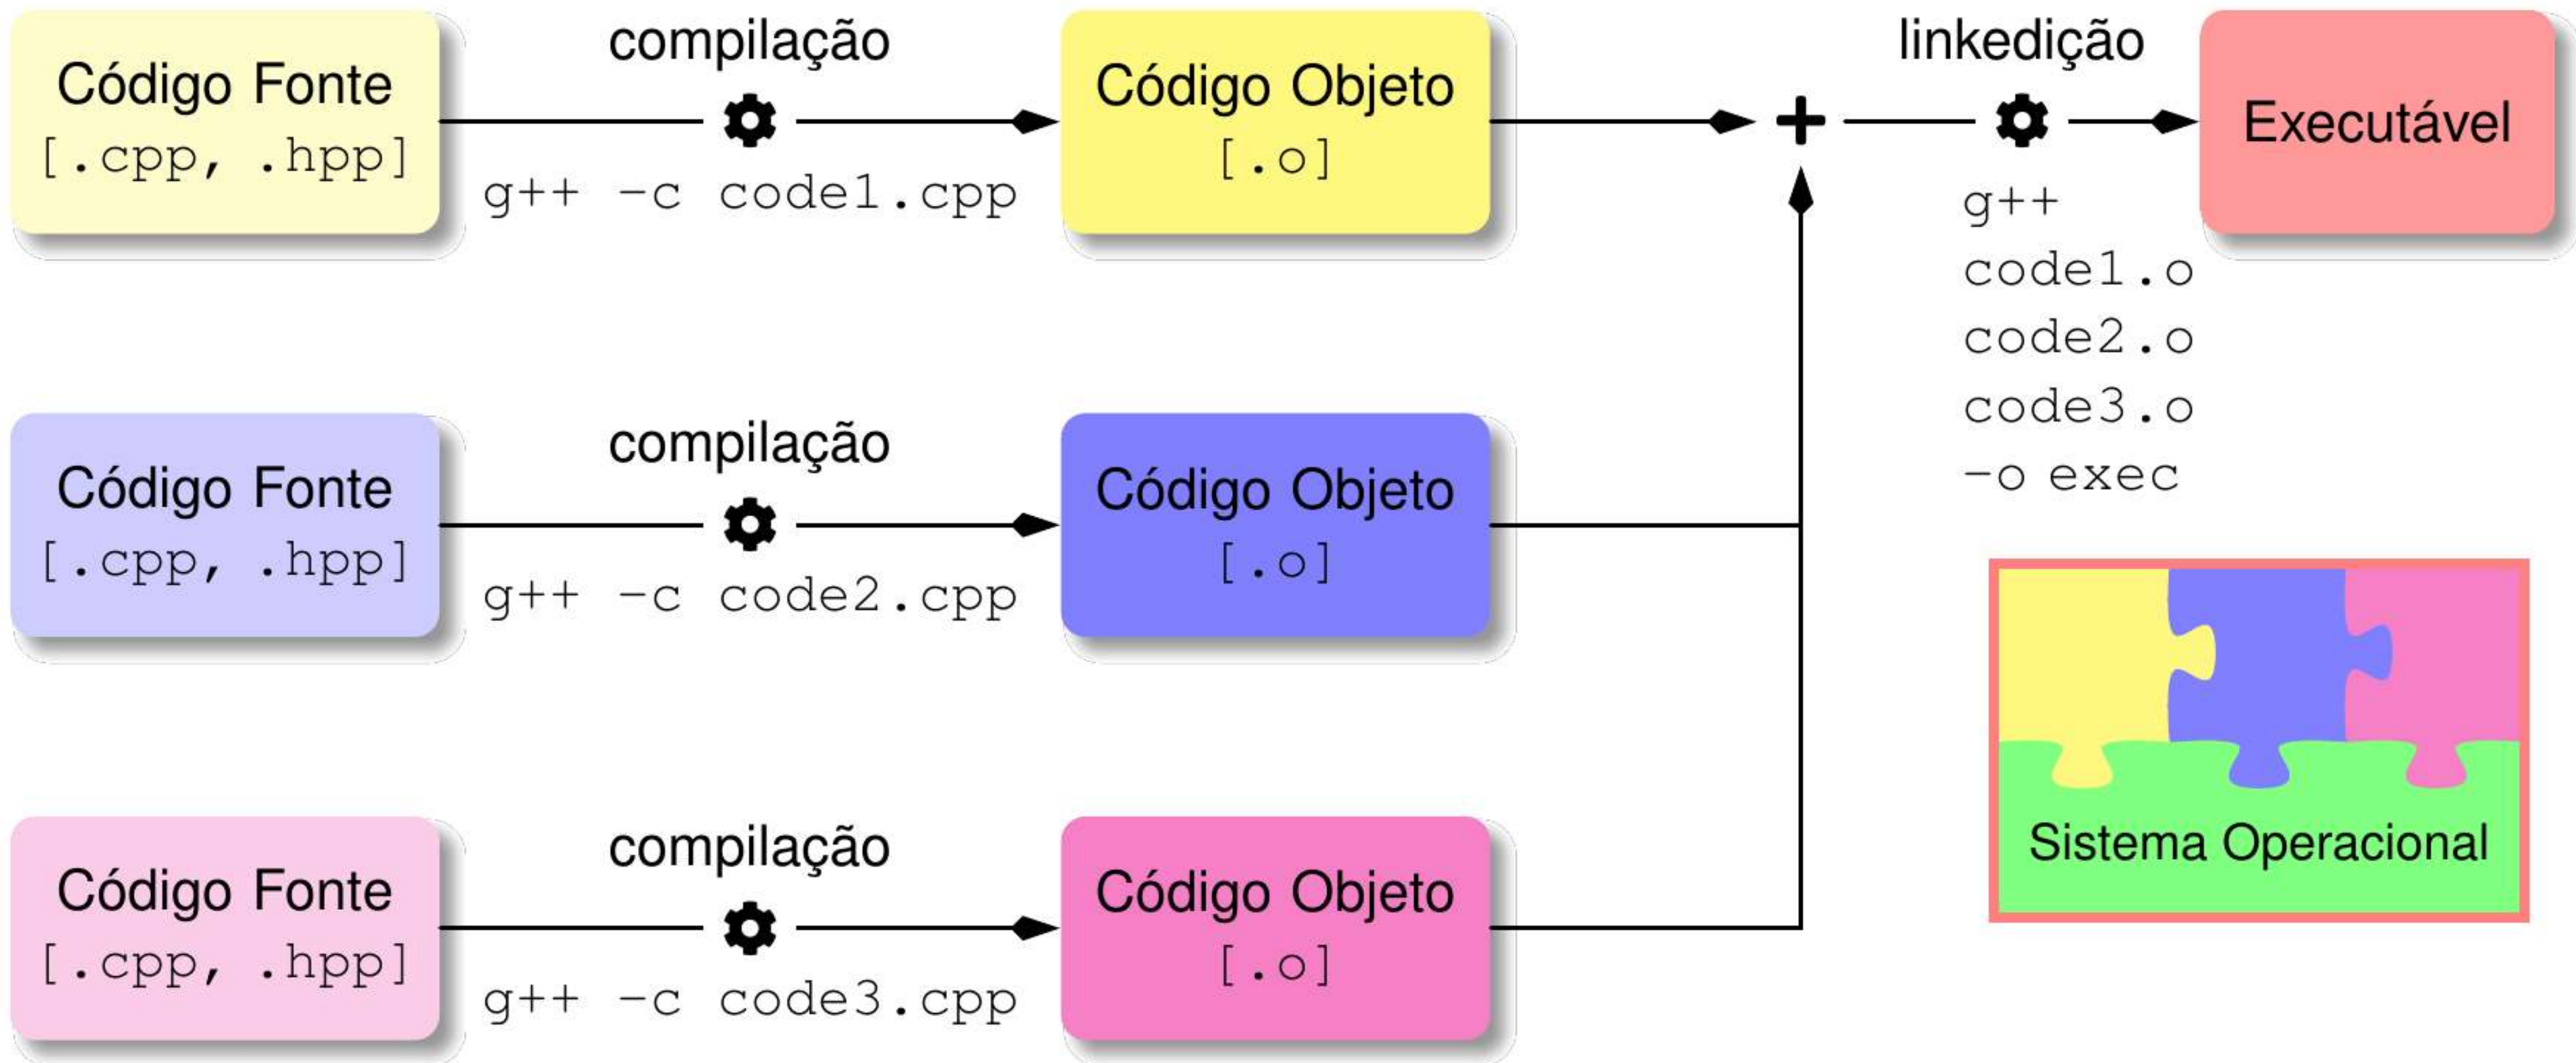 Código Fonte
[.cpp, .hpp]
compilação
g++ -c code1.cpp
Código Objeto
[.o]
linkedição
g++
code1.o
code2.o
code3.o
-o exec
Executável
Código Fonte
[.cpp, .hpp]
compilação
g++ -c code2.cpp
Código Objeto
[.o]
Código Fonte
[.cpp, .hpp]
compilação
g++ -c code3.cpp
Código Objeto
[.o]
Sistema Operacional